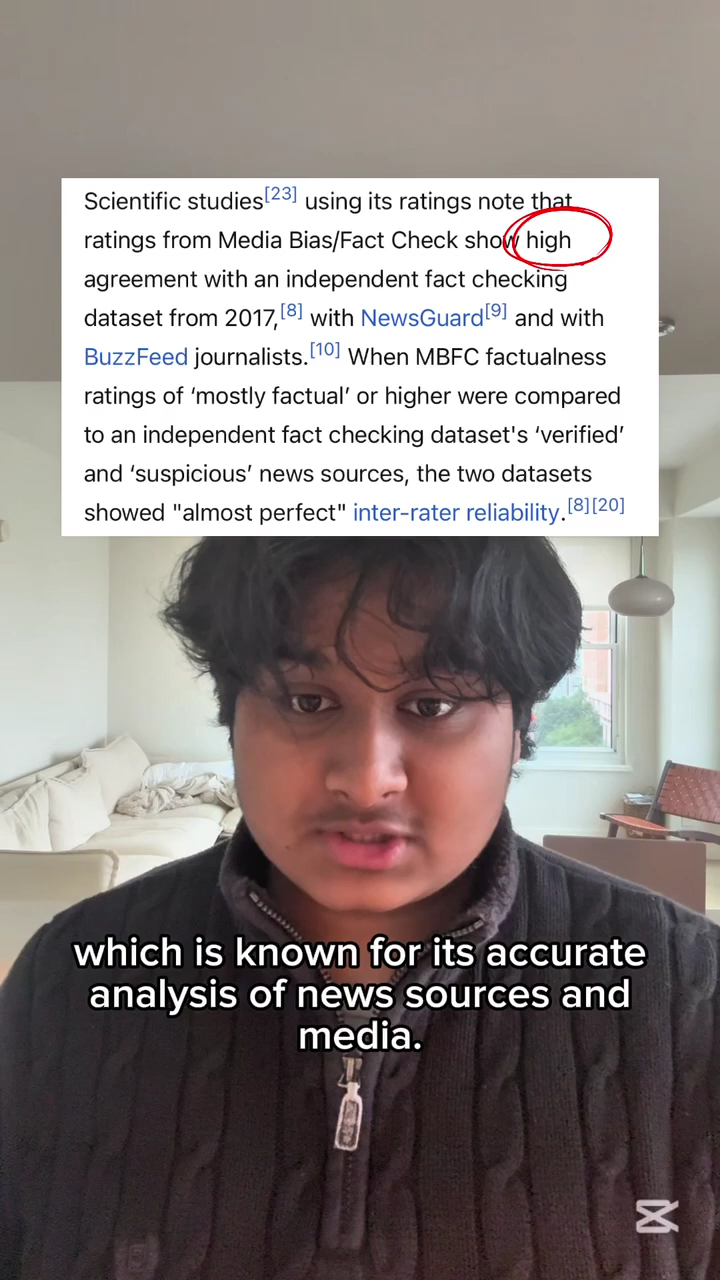 Scientific studies[23] using its ratings note that
ratings from Media Bias/Fact Check show high
agreement with an independent fact checking
dataset from 2017,[8] with NewsGuard[9] and with
BuzzFeed journalists.[10] When MBFC factualness
ratings of ‘mostly factual’ or higher were compared
to an independent fact checking dataset's ‘verified’
and ‘suspicious’ news sources, the two datasets
showed "almost perfect" inter-rater reliability.[8][20]
which is known for its accurate
analysis of news sources and
media.